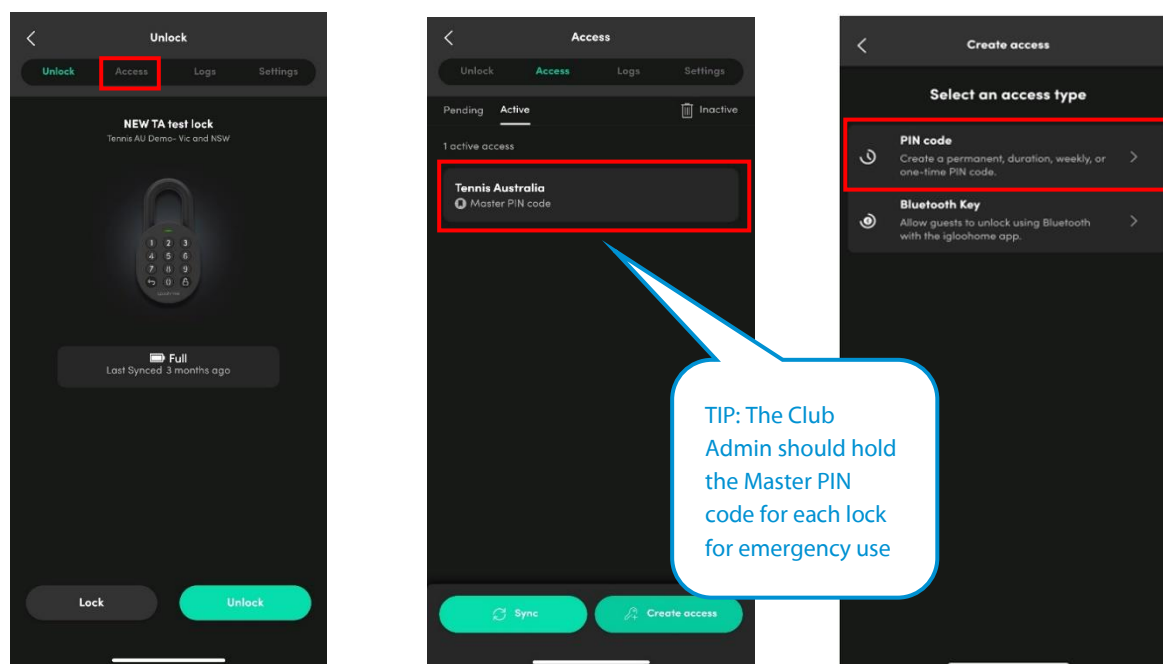 Unlock
Unlock Access Logs Settings
NEW TA test lock
Tennis AU Demo- Vic and NSW
1 2 3
4 5 6
7 8 9
0
Full
Last Synced 3 months ago
Lock
Unlock
Access
Unlock Access Logs Settings
Pending Active Inactive
1 active access
Tennis Australia
Master PIN code
TIP: The Club
Admin should hold
the Master PIN
code for each lock
for emergency use
Sync
Create access
Create access
Select an access type
PIN code
Create a permanent, duration, weekly, or
one-time PIN code.
Bluetooth Key
Allow guests to unlock using Bluetooth
with the igloohome app.